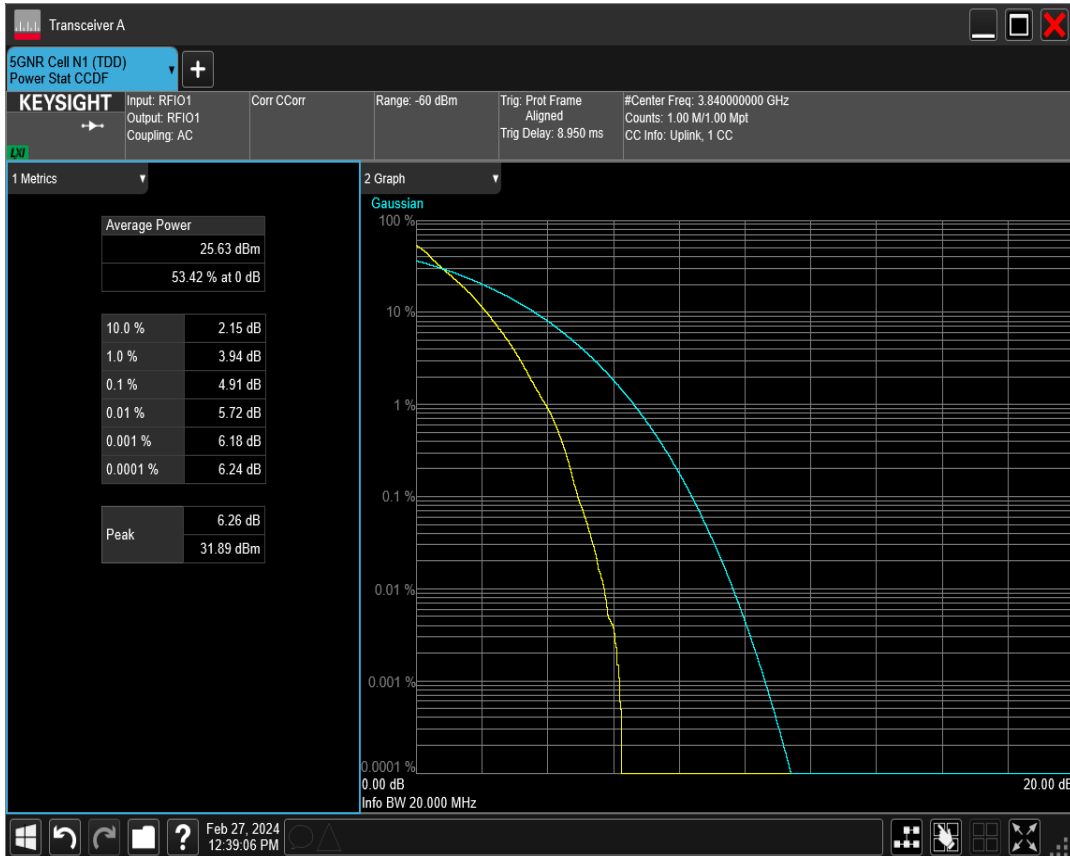 Transceiver A
5GNR Cell N1 (TDD)
Power Stat CCDF
+
KEYSIGHT
LXI
Input: RFIO1
Output: RFIO1
Coupling: AC
Corr CCorr
Range: -60 dBm
Trig: Prot Frame
Aligned
Trig Delay: 8.950 ms
#Center Freq: 3.840000000 GHz
Counts: 1.00 M/1.00 Mpt
CC Info: Uplink, 1 CC
1 Metrics
Average Power
25.63 dBm
53.42 % at 0 dB
10.0 % 2.15 dB
1.0 % 3.94 dB
0.1 % 4.91 dB
0.01 % 5.72 dB
0.001 % 6.18 dB
0.0001 % 6.24 dB
Peak 6.26 dB
31.89 dBm
2 Graph
Gaussian
100 %
10 %
1 %
0.1 %
0.01 %
0.001 %
0.0001 %
0.00 dB 20.00 dB
Info BW 20.000 MHz
?
Feb 27, 2024
12:39:06 PM